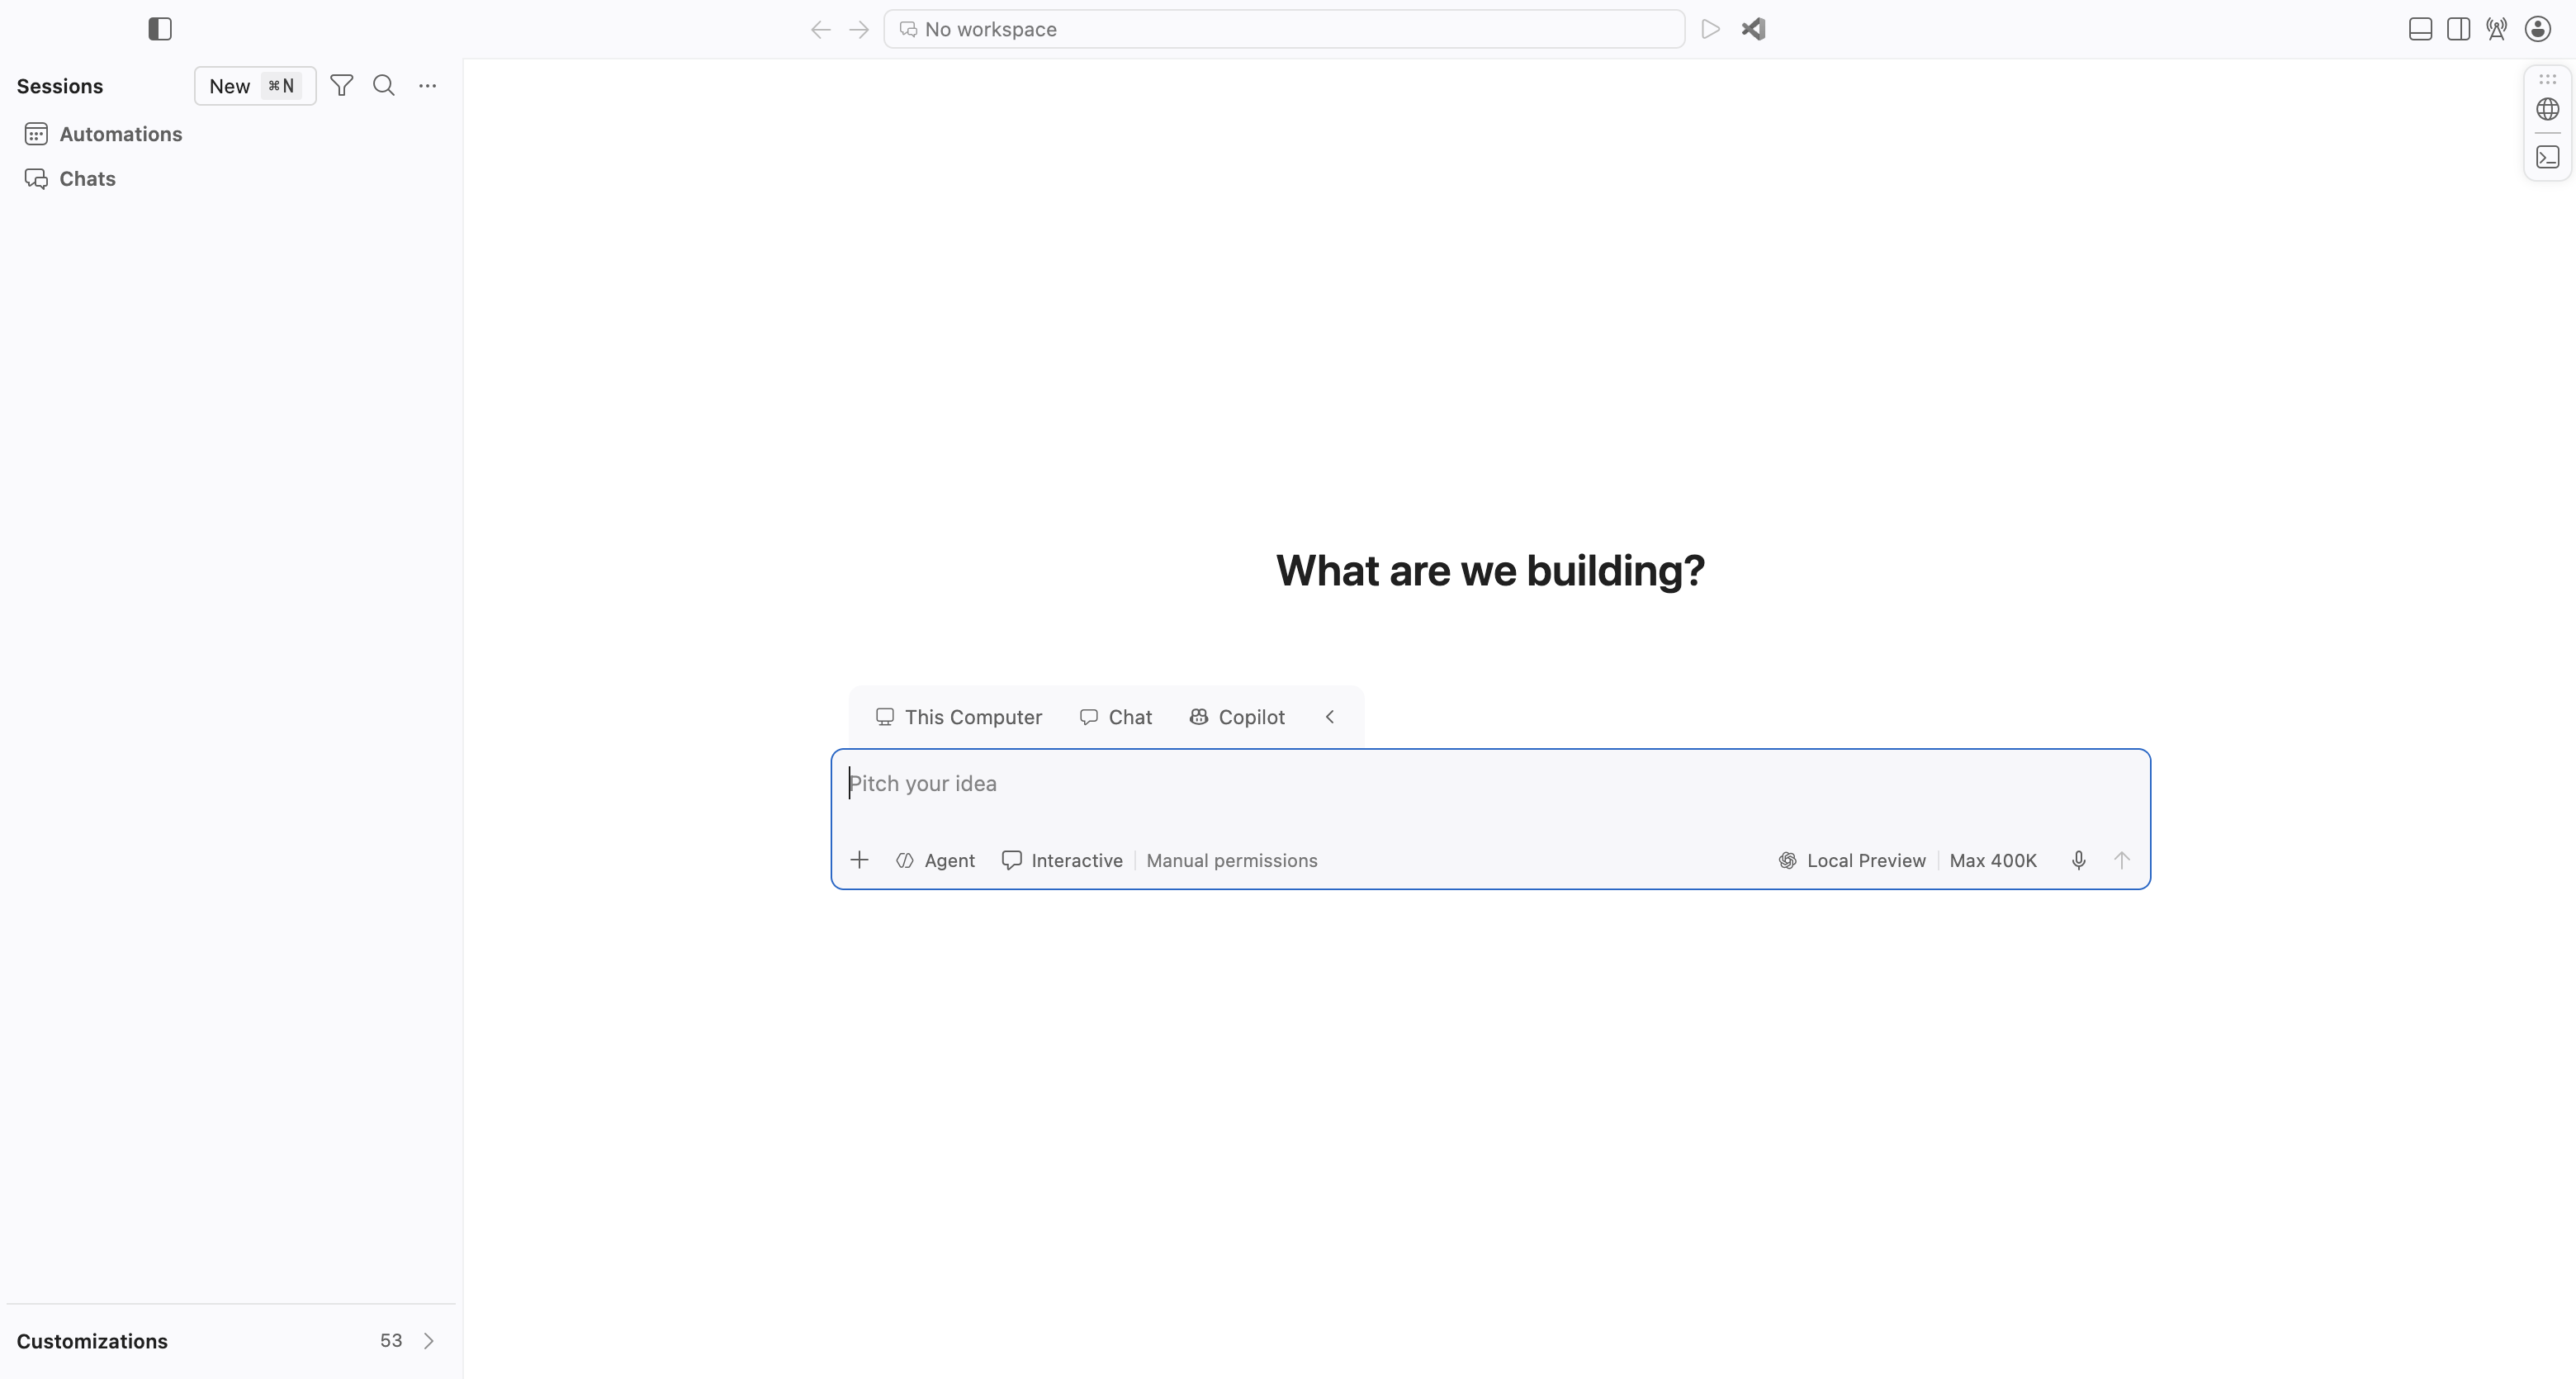 No workspace
Sessions
New ⌘N
Automations
Chats
What are we building?
This Computer Chat Copilot
Pitch your idea
Agent Interactive Manual permissions Local Preview Max 400K
Customizations 53